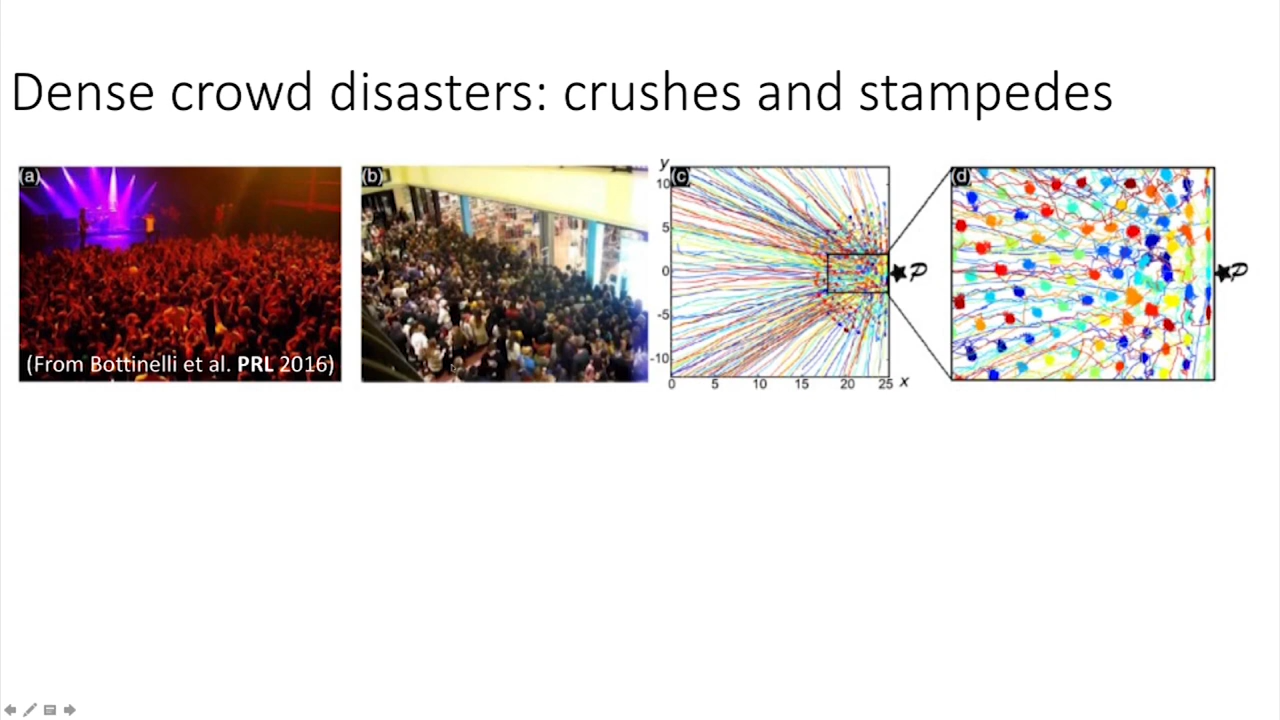 Dense crowd disasters: crushes and stampedes
(a)
(From Bottinelli et al. PRL 2016)
(b)
(c)
y
10
5
0
-5
-10
0 5 10 15 20 25 x
P
(d)
P